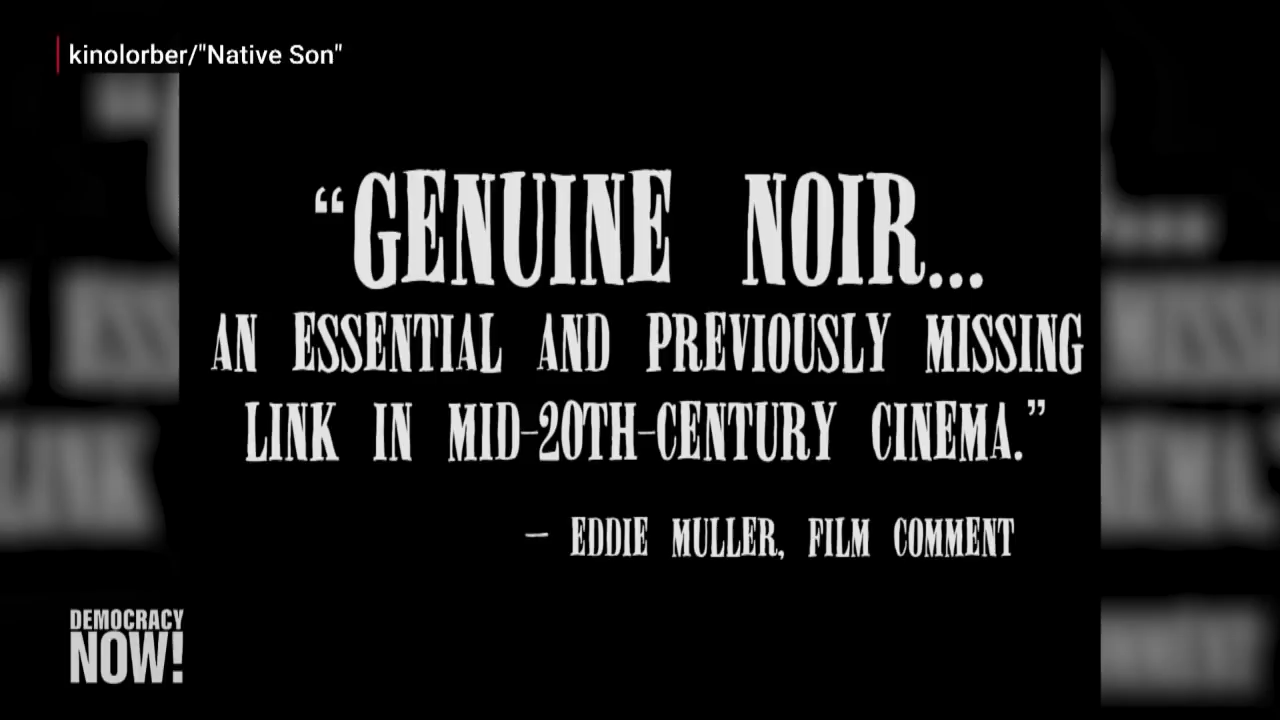 kinolorber/"Native Son"
“GENUINE NOIR...
AN ESSENTIAL AND PREVIOUSLY MISSING
LINK IN MID-20TH-CENTURY CINEMA.”
– EDDIE MULLER, FILM COMMENT
DEMOCRACY
NOW!